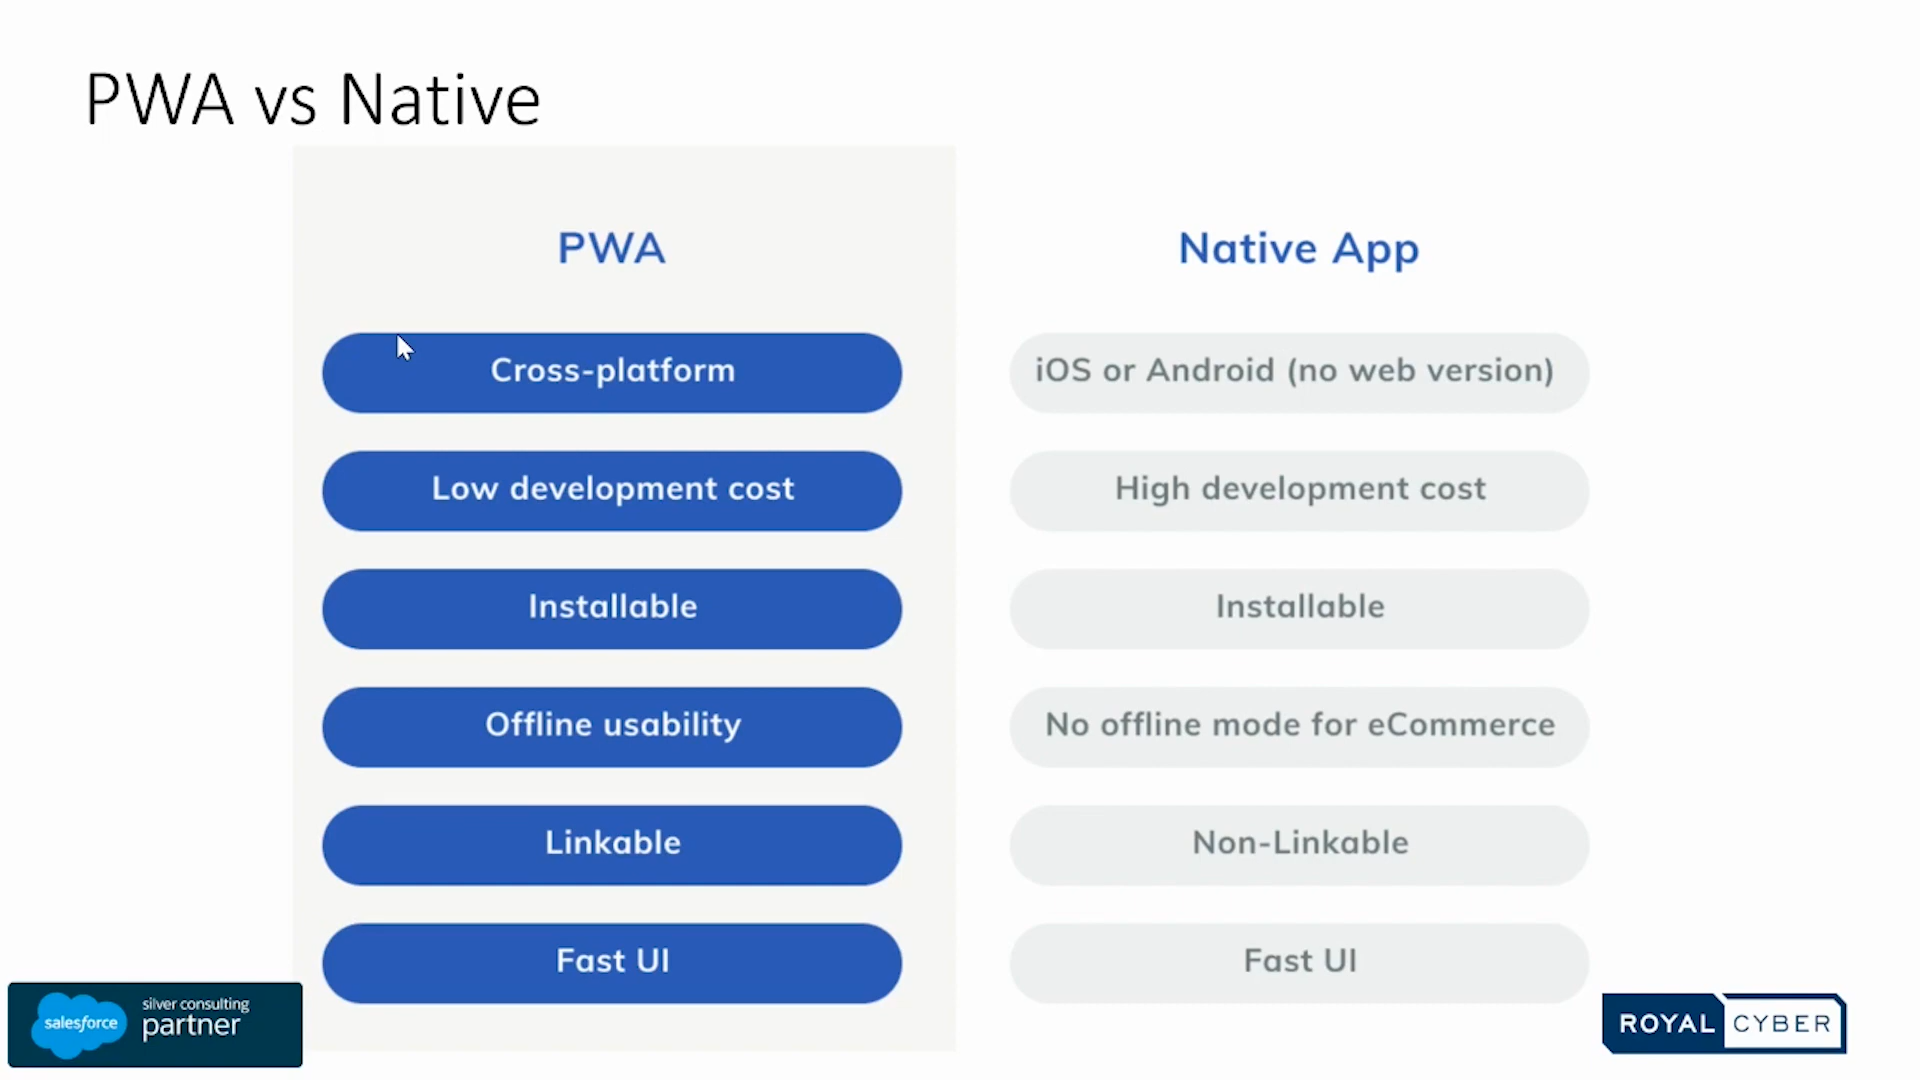 PWA vs Native
PWA
Native App
Cross-platform
iOS or Android (no web version)
Low development cost
High development cost
Installable
Installable
Offline usability
No offline mode for eCommerce
Linkable
Non-Linkable
Fast UI
Fast UI
salesforce
silver consulting
partner
ROYAL CYBER